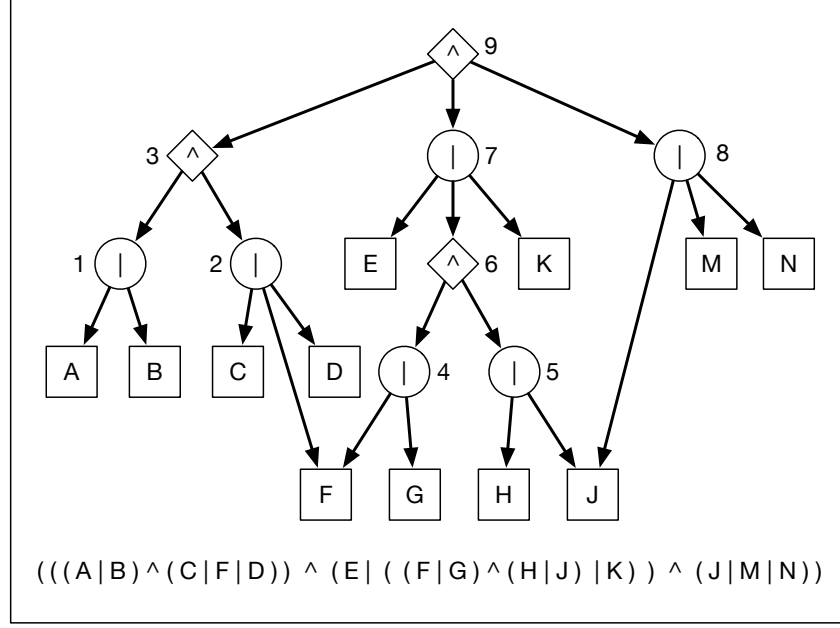 ^ 9
3 ^ | 7 | 8
1 | 2 | E ^ 6 K M N
A B C D | 4 | 5
F G H J
(((A|B)^(C|F|D)) ^ (E| ((F|G)^(H|J) |K)) ^ (J|M|N))